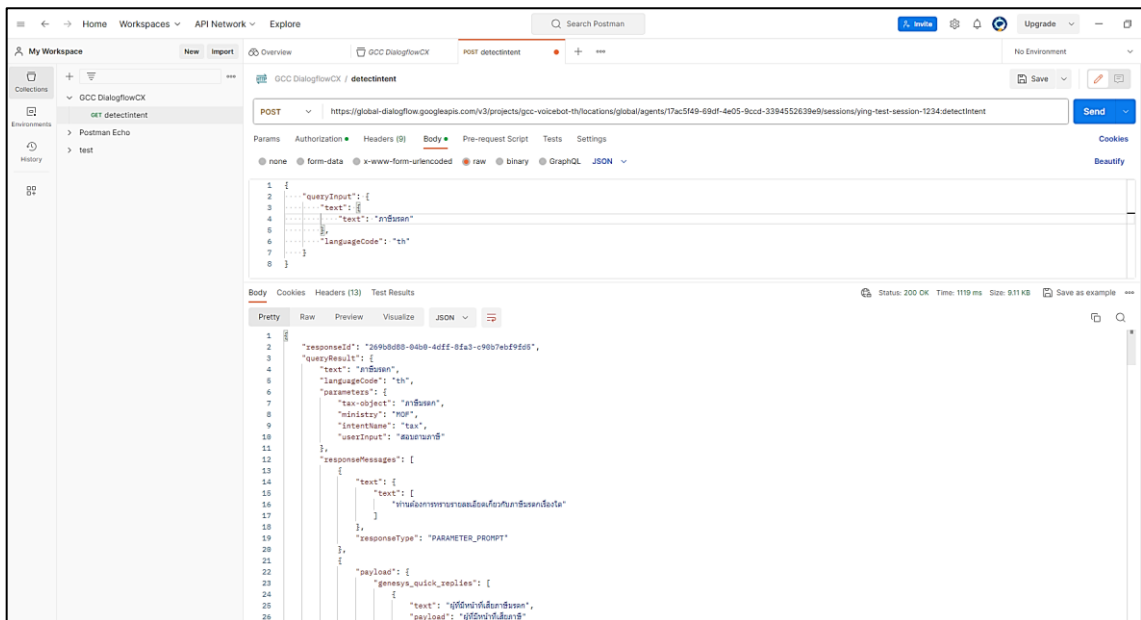 Home Workspaces API Network Explore Search Postman Invite Upgrade
My Workspace New Import Overview GCC DialogflowCX POST detectintent No Environment
Collections
Environments
History
GCC DialogflowCX
GET detectintent
Postman Echo
test
GCC DialogflowCX / detectintent Save
POST https://global-dialogflow.googleapis.com/v3/projects/gcc-voicebot-th/locations/global/agents/17ac5f49-69df-4e05-9ccd-3394552639e9/sessions/ying-test-session-1234:detectIntent Send
Params Authorization Headers (9) Body Pre-request Script Tests Settings Cookies
none form-data x-www-form-urlencoded raw binary GraphQL JSON Beautify
1 {
2 "queryInput": {
3 "text": {
4 "text": "ภาษีมรดก"
5 },
6 "languageCode": "th"
7 }
8 }
Body Cookies Headers (13) Test Results Status: 200 OK Time: 1119 ms Size: 9.11 KB Save as example
Pretty Raw Preview Visualize JSON
1 {
2 "responseId": "269b8d88-04b0-4dff-8fa3-c90b7ebf9fd5",
3 "queryResult": {
4 "text": "ภาษีมรดก",
5 "languageCode": "th",
6 "parameters": {
7 "tax-object": "ภาษีมรดก",
8 "ministry": "MOF",
9 "intentName": "tax",
10 "userInput": "สอบถามภาษี"
11 },
12 "responseMessages": [
13 {
14 "text": {
15 "text": [
16 "ท่านต้องการทราบรายละเอียดเกี่ยวกับภาษีมรดกเรื่องใด"
17 ]
18 },
19 "responseType": "PARAMETER_PROMPT"
20 },
21 {
22 "payload": {
23 "genesys_quick_replies": [
24 {
25 "text": "ผู้ที่มีหน้าที่เสียภาษีมรดก",
26 "payload": "ผู้ที่มีหน้าที่เสียภาษี"